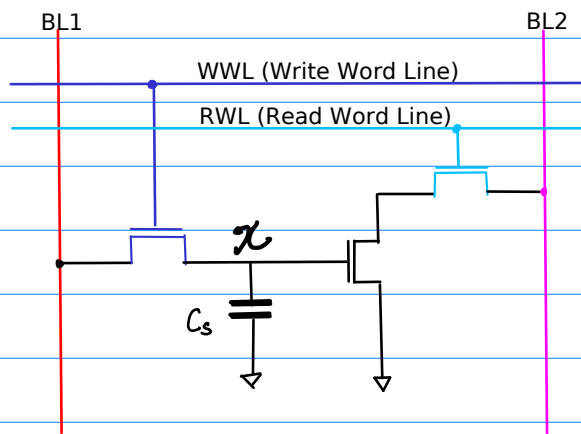 BL1
BL2
WWL (Write Word Line)
RWL (Read Word Line)
x
Cs